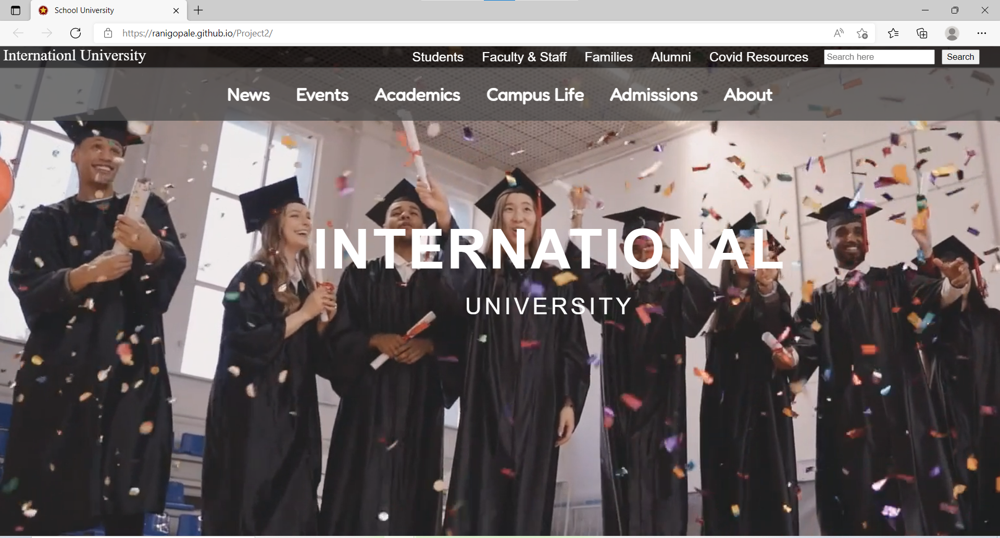 School University
https://ranigopale.github.io/Project2/
Internationl University
Students Faculty & Staff Families Alumni Covid Resources Search here Search
News Events Academics Campus Life Admissions About
INTERNATIONAL
UNIVERSITY